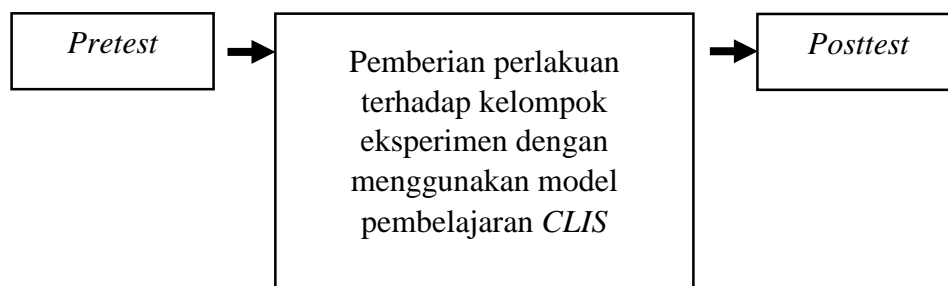 Pretest
Pemberian perlakuan
terhadap kelompok
eksperimen dengan
menggunakan model
pembelajaran CLIS
Posttest